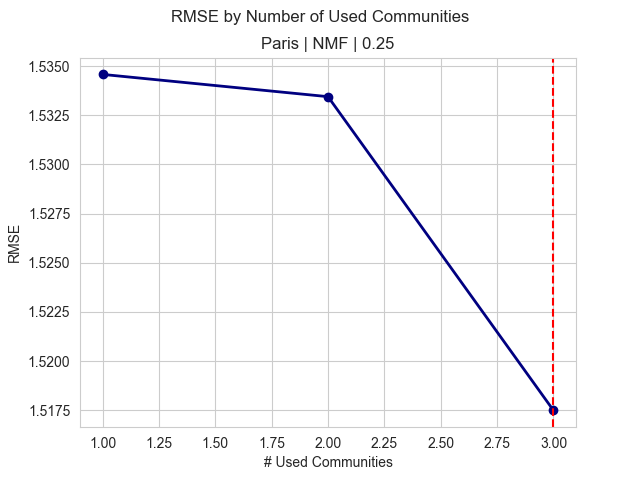 RMSE by Number of Used Communities
Paris | NMF | 0.25
1.5350
1.5325
1.5300
1.5275
1.5250
1.5225
1.5200
1.5175
RMSE
1.00 1.25 1.50 1.75 2.00 2.25 2.50 2.75 3.00
# Used Communities